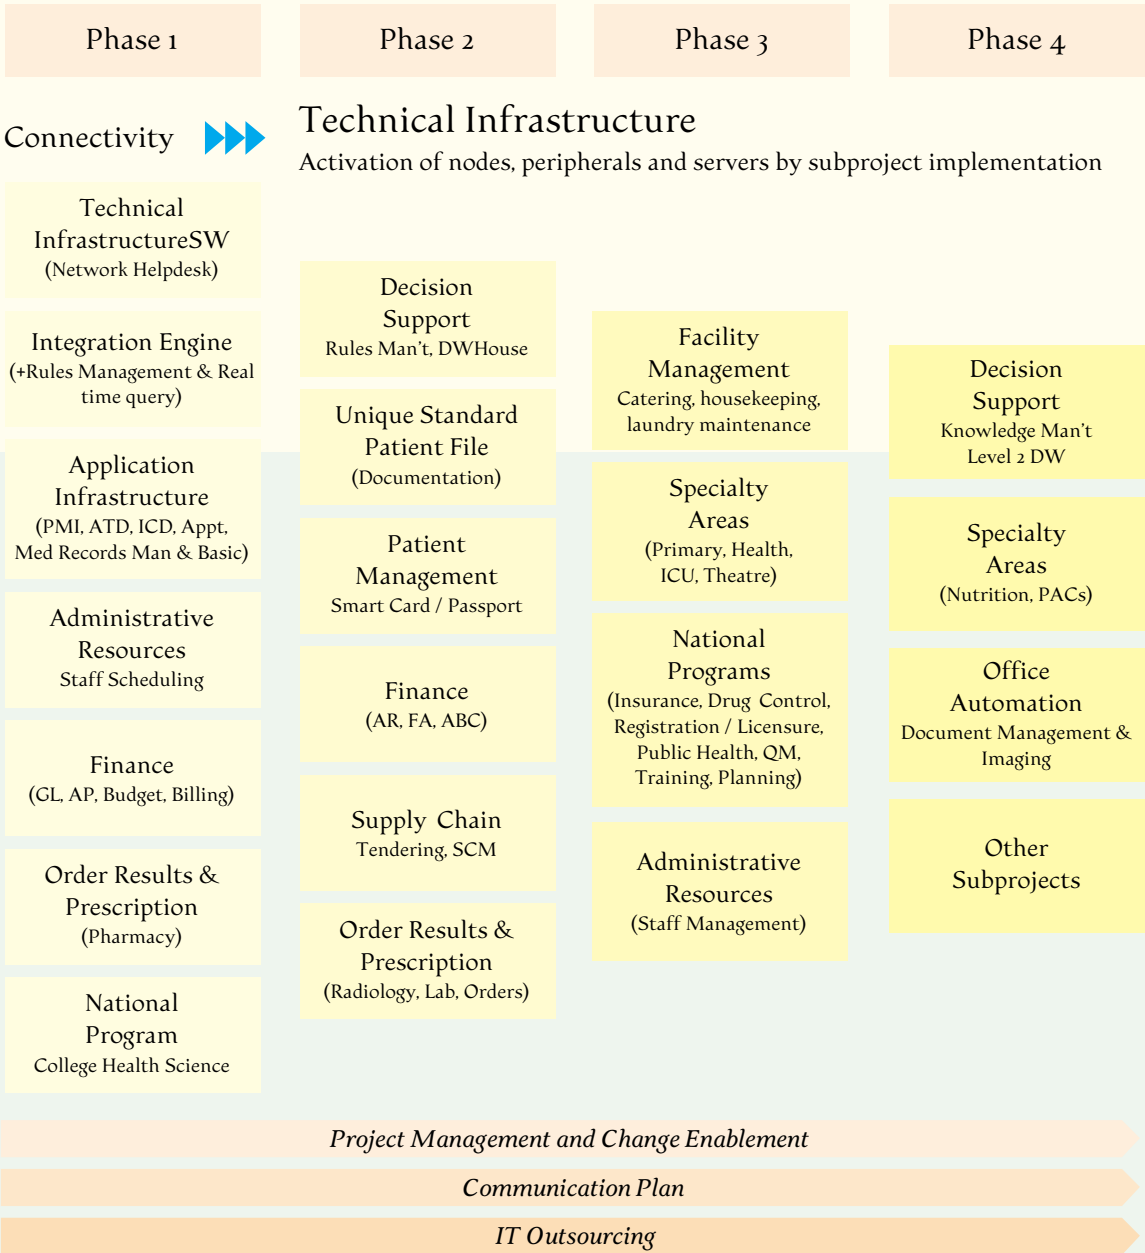 Phase 1
Phase 2
Phase 3
Phase 4
Connectivity
Technical Infrastructure
Activation of nodes, peripherals and servers by subproject implementation
Technical
InfrastructureSW
(Network Helpdesk)
Integration Engine
(+Rules Management & Real
time query)
Application
Infrastructure
(PMI, ATD, ICD, Appt,
Med Records Man & Basic)
Administrative
Resources
Staff Scheduling
Finance
(GL, AP, Budget, Billing)
Order Results &
Prescription
(Pharmacy)
National
Program
College Health Science
Decision
Support
Rules Man't, DWHouse
Unique Standard
Patient File
(Documentation)
Patient
Management
Smart Card / Passport
Finance
(AR, FA, ABC)
Supply Chain
Tendering, SCM
Order Results &
Prescription
(Radiology, Lab, Orders)
Facility
Management
Catering, housekeeping,
laundry maintenance
Specialty
Areas
(Primary, Health,
ICU, Theatre)
National
Programs
(Insurance, Drug Control,
Registration / Licensure,
Public Health, QM,
Training, Planning)
Administrative
Resources
(Staff Management)
Decision
Support
Knowledge Man't
Level 2 DW
Specialty
Areas
(Nutrition, PACs)
Office
Automation
Document Management &
Imaging
Other
Subprojects
Project Management and Change Enablement
Communication Plan
IT Outsourcing